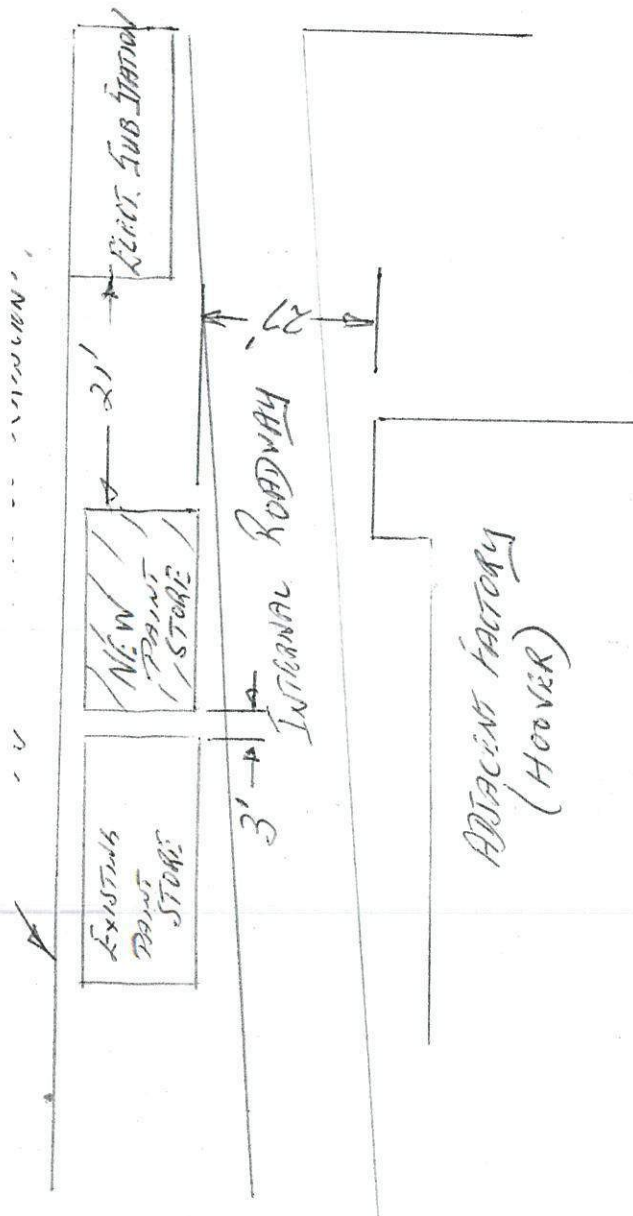 EXISTING
PAINT
STORE
NEW
PAINT
STORE
ELECT. SUB STATION
21'
3'
27'
INTERNAL ROADWAY
ADJACENT FACTORY
(HOOVER)